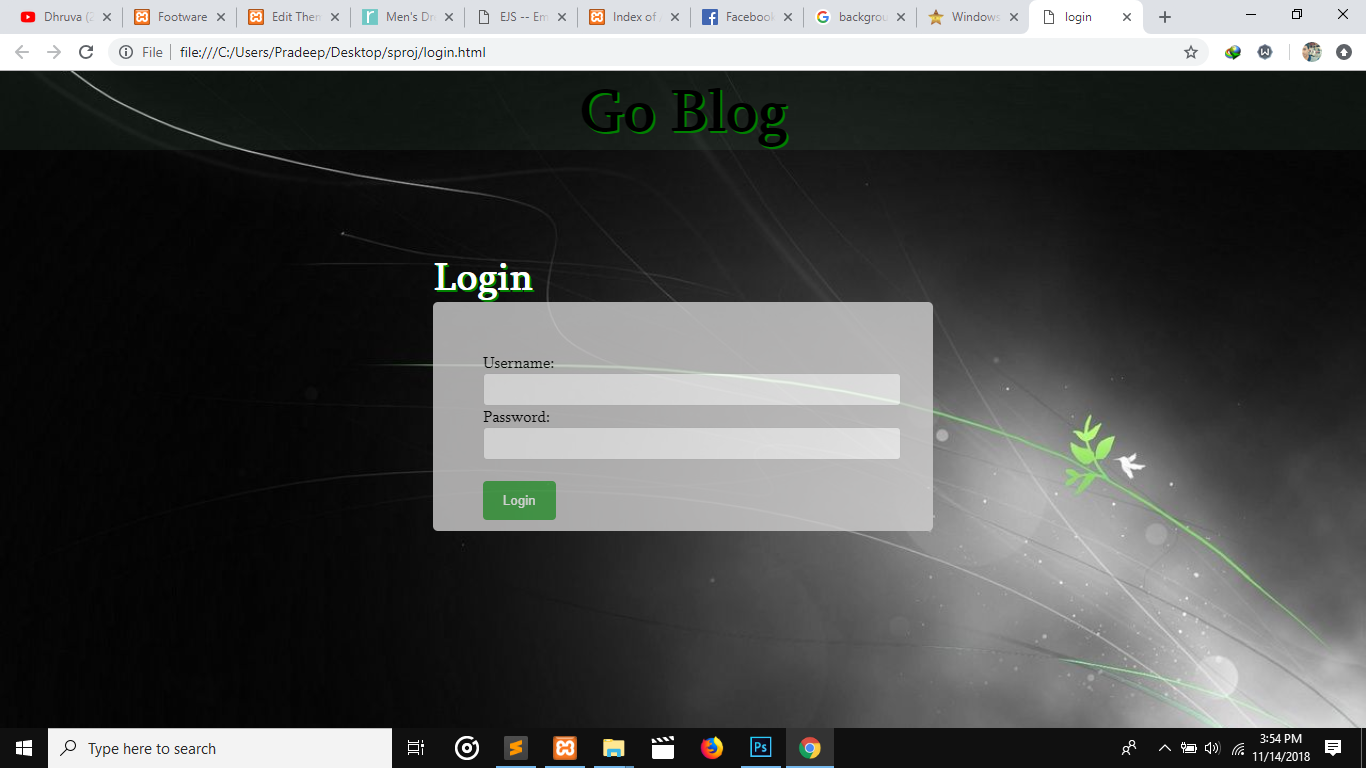 Dhruva (2 Footware Edit Them Men's Dr EJS -- Em Index of / Facebook backgrou Windows login
File file:///C:/Users/Pradeep/Desktop/sproj/login.html
Go Blog
Login
Username:
Password:
Login
Type here to search
Ps
3:54 PM
11/14/2018